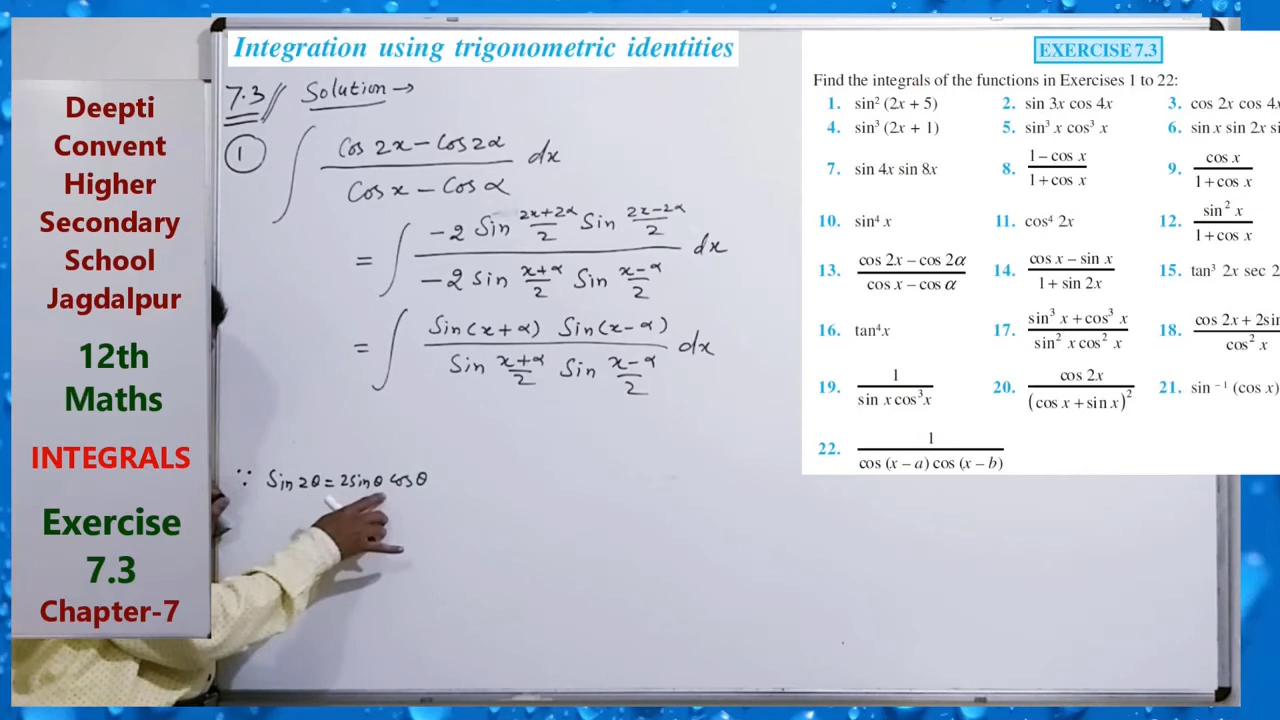 Integration using trigonometric identities
Deepti
Convent
Higher
Secondary
School
Jagdalpur
12th
Maths
INTEGRALS
Exercise
7.3
Chapter-7
7.3// Solution →
① ∫ (Cos 2x − Cos 2α)/(Cos x − Cos α) dx
= ∫ (−2 Sin (2x+2α)/2 Sin (2x−2α)/2)/(−2 Sin (x+α)/2 Sin (x−α)/2) dx
= ∫ (Sin(x+α) Sin(x−α))/(Sin (x+α)/2 Sin (x−α)/2) dx
∵ Sin 2θ = 2 sin θ cos θ
EXERCISE 7.3
Find the integrals of the functions in Exercises 1 to 22:
1. sin² (2x + 5) 2. sin 3x cos 4x 3. cos 2x cos 4x
4. sin³ (2x + 1) 5. sin³ x cos³ x 6. sin x sin 2x
7. sin 4x sin 8x 8. (1 − cos x)/(1 + cos x) 9. cos x/(1 + cos x)
10. sin⁴ x 11. cos⁴ 2x 12. sin² x/(1 + cos x)
13. (cos 2x − cos 2α)/(cos x − cos α) 14. (cos x − sin x)/(1 + sin 2x) 15. tan³ 2x sec 2
16. tan⁴x 17. (sin³ x + cos³ x)/(sin² x cos² x) 18. (cos 2x + 2sin/cos² x
19. 1/(sin x cos³x) 20. cos 2x/(cos x + sin x)² 21. sin⁻¹ (cos x)
22. 1/(cos (x − a) cos (x − b))